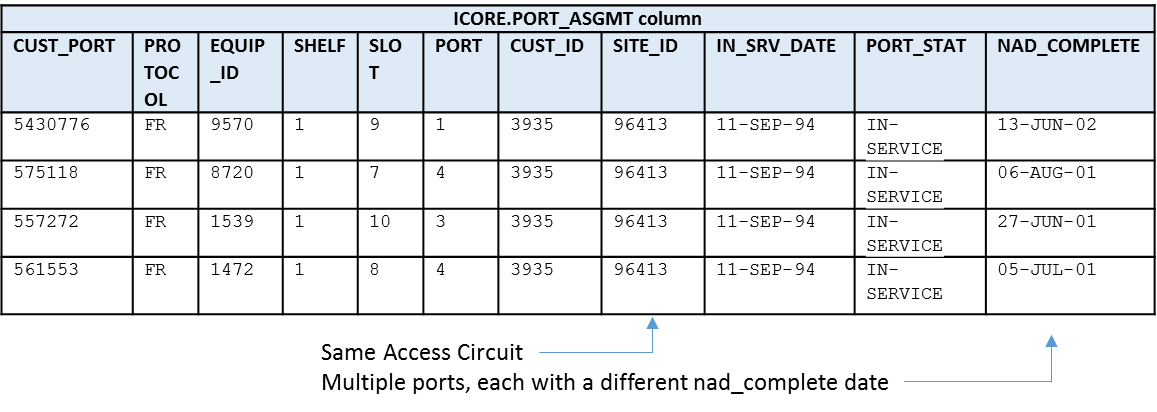 ICORE.PORT_ASGMT column
CUST_PORT PRO TOC OL EQUIP _ID SHELF SLO T PORT CUST_ID SITE_ID IN_SRV_DATE PORT_STAT NAD_COMPLETE
5430776 FR 9570 1 9 1 3935 96413 11-SEP-94 IN-SERVICE 13-JUN-02
575118 FR 8720 1 7 4 3935 96413 11-SEP-94 IN-SERVICE 06-AUG-01
557272 FR 1539 1 10 3 3935 96413 11-SEP-94 IN-SERVICE 27-JUN-01
561553 FR 1472 1 8 4 3935 96413 11-SEP-94 IN-SERVICE 05-JUL-01
Same Access Circuit
Multiple ports, each with a different nad_complete date